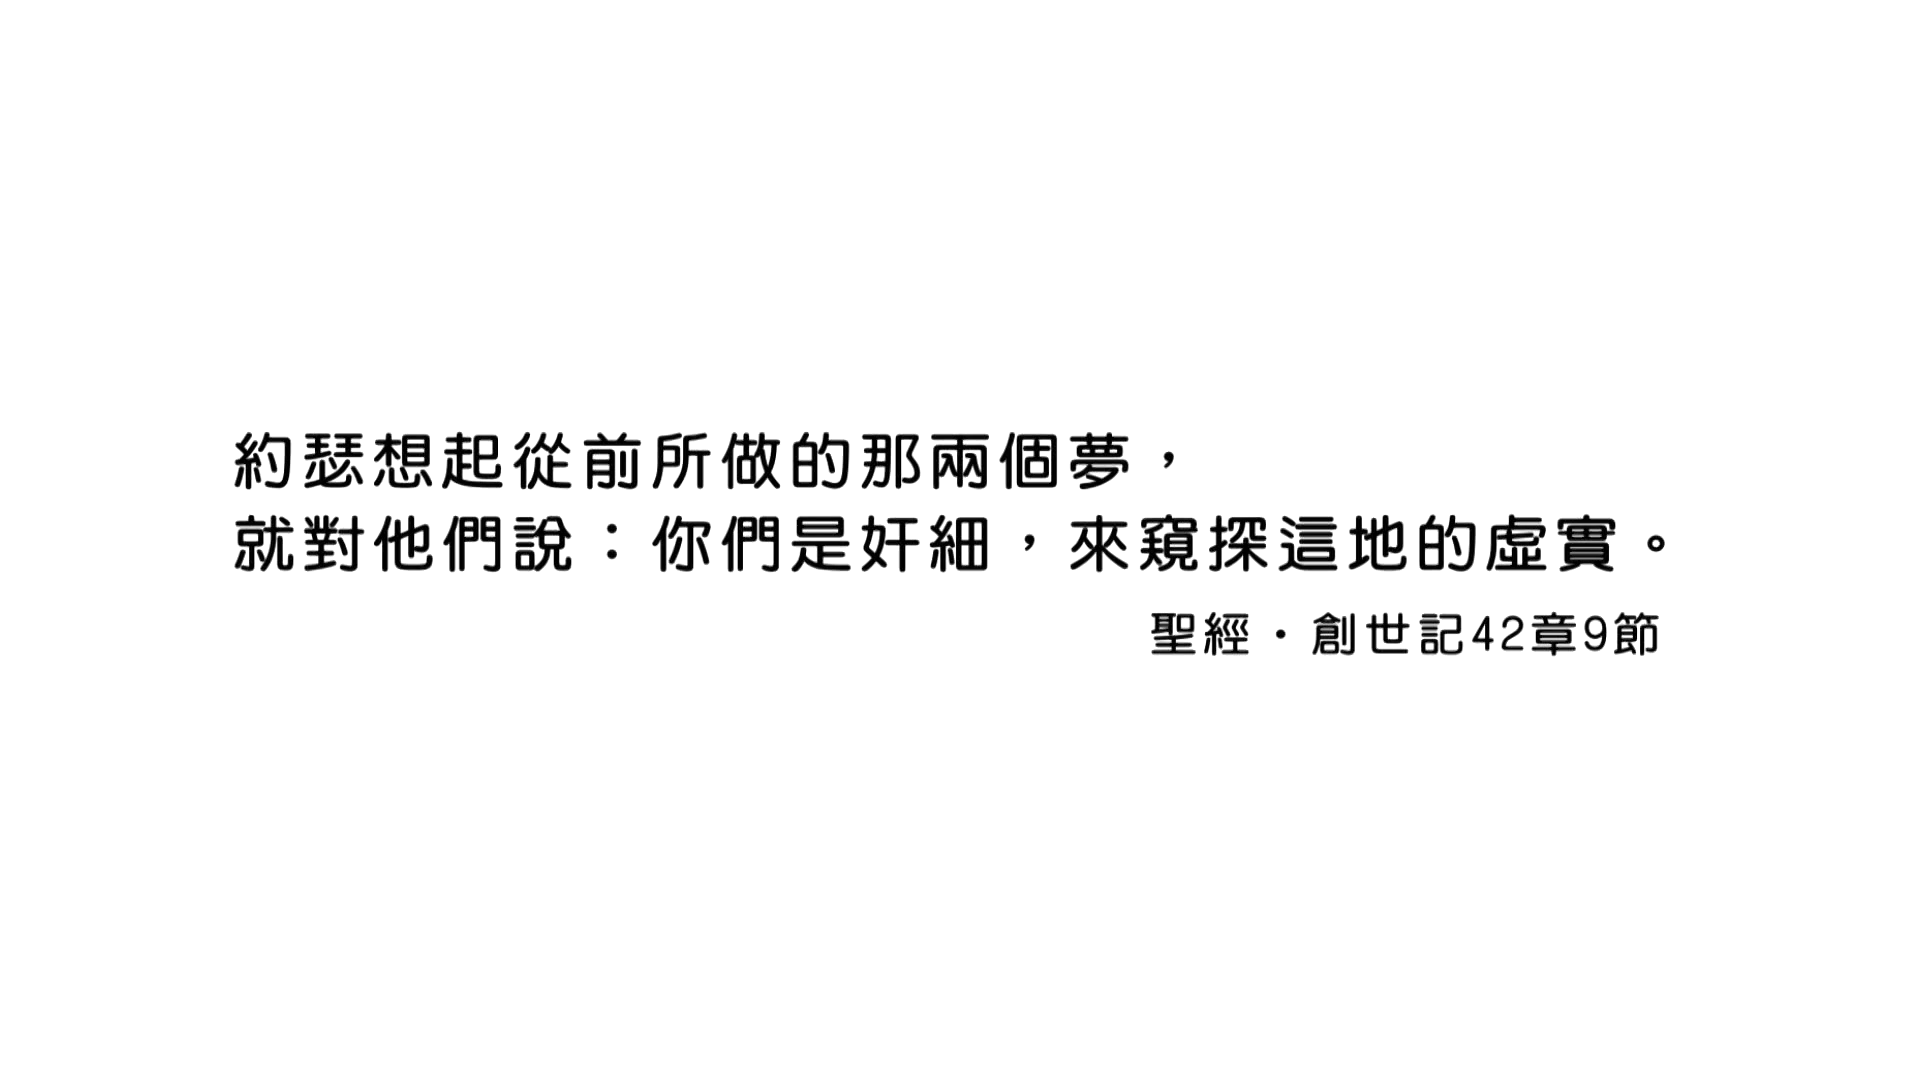 約瑟想起從前所做的那兩個夢，
就對他們說：你們是奸細，來窺探這地的虛實。
聖經・創世記42章9節